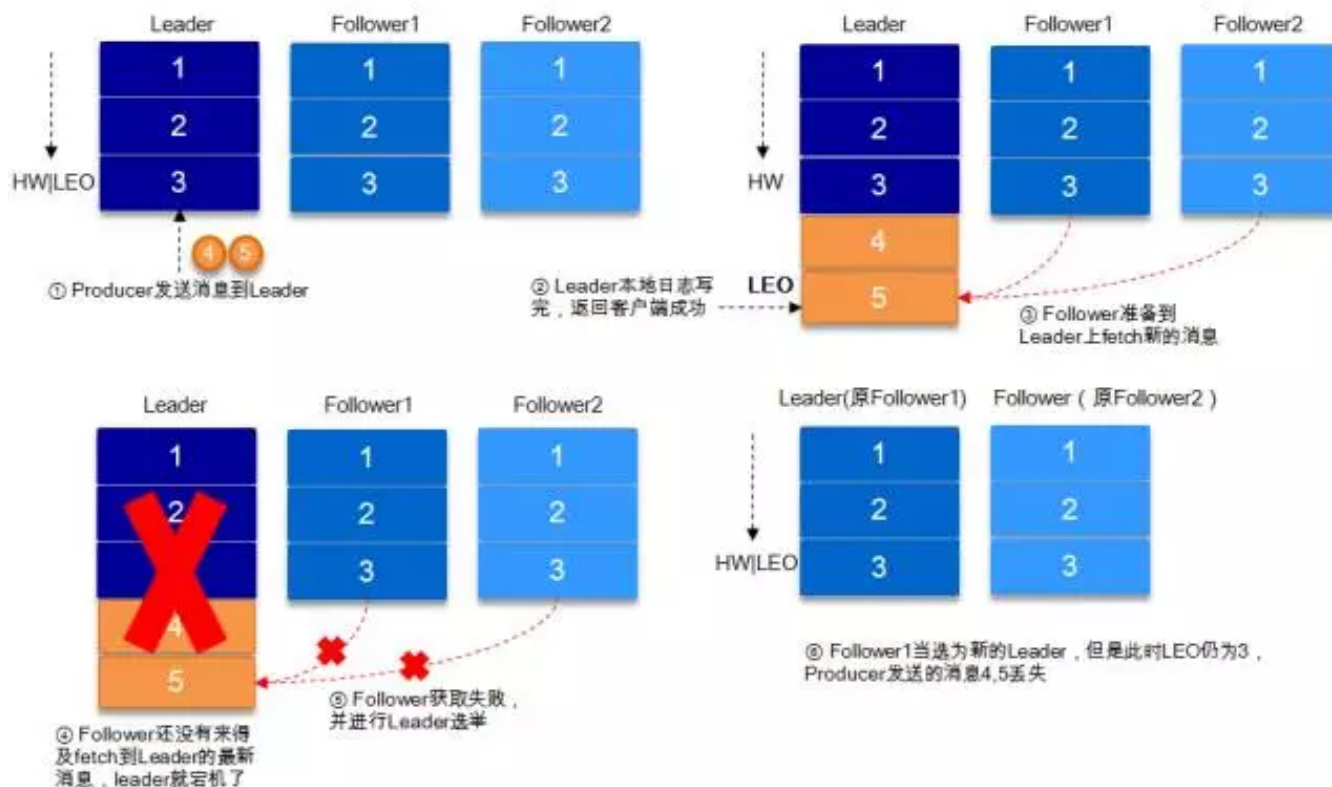 Leader Follower1 Follower2
1 1 1
2 2 2
HW|LEO 3 3 3
4 5
① Producer发送消息到Leader
Leader Follower1 Follower2
1 1 1
2 2 2
HW 3 3 3
4
LEO 5
② Leader本地日志写
完，返回客户端成功
③ Follower准备到
Leader上fetch新的消息
Leader Follower1 Follower2
1 1 1
2 2 2
3 3
4
5
④ Follower还没有来得
及fetch到Leader的最新
消息，leader就宕机了
⑤ Follower获取失败，
并进行Leader选举
Leader(原Follower1) Follower（原Follower2）
1 1
2 2
HW|LEO 3 3
⑥ Follower1当选为新的Leader，但是此时LEO仍为3，
Producer发送的消息4,5丢失